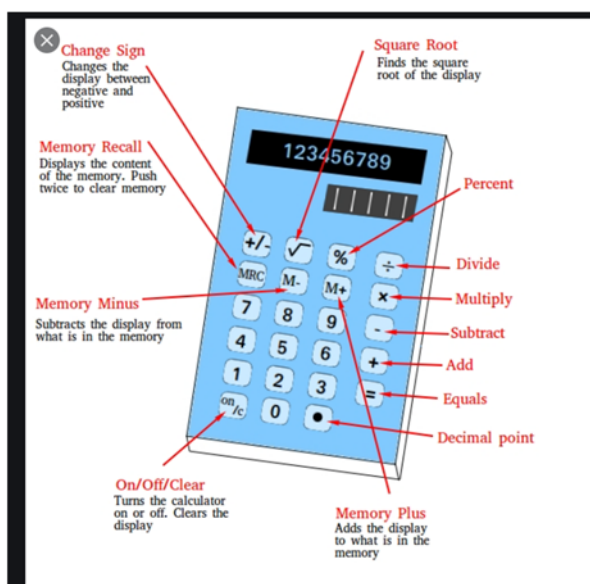 Change Sign
Changes the
display between
negative and
positive
Square Root
Finds the square
root of the display
Memory Recall
Displays the content
of the memory. Push
twice to clear memory
Percent
Divide
Multiply
Memory Minus
Subtracts the display from
what is in the memory
Subtract
Add
Equals
Decimal point
123456789
+/- √ % ÷
MRC M- M+ ×
7 8 9 -
4 5 6 +
1 2 3 =
on/c 0 •
On/Off/Clear
Turns the calculator
on or off. Clears the
display
Memory Plus
Adds the display
to what is in the
memory